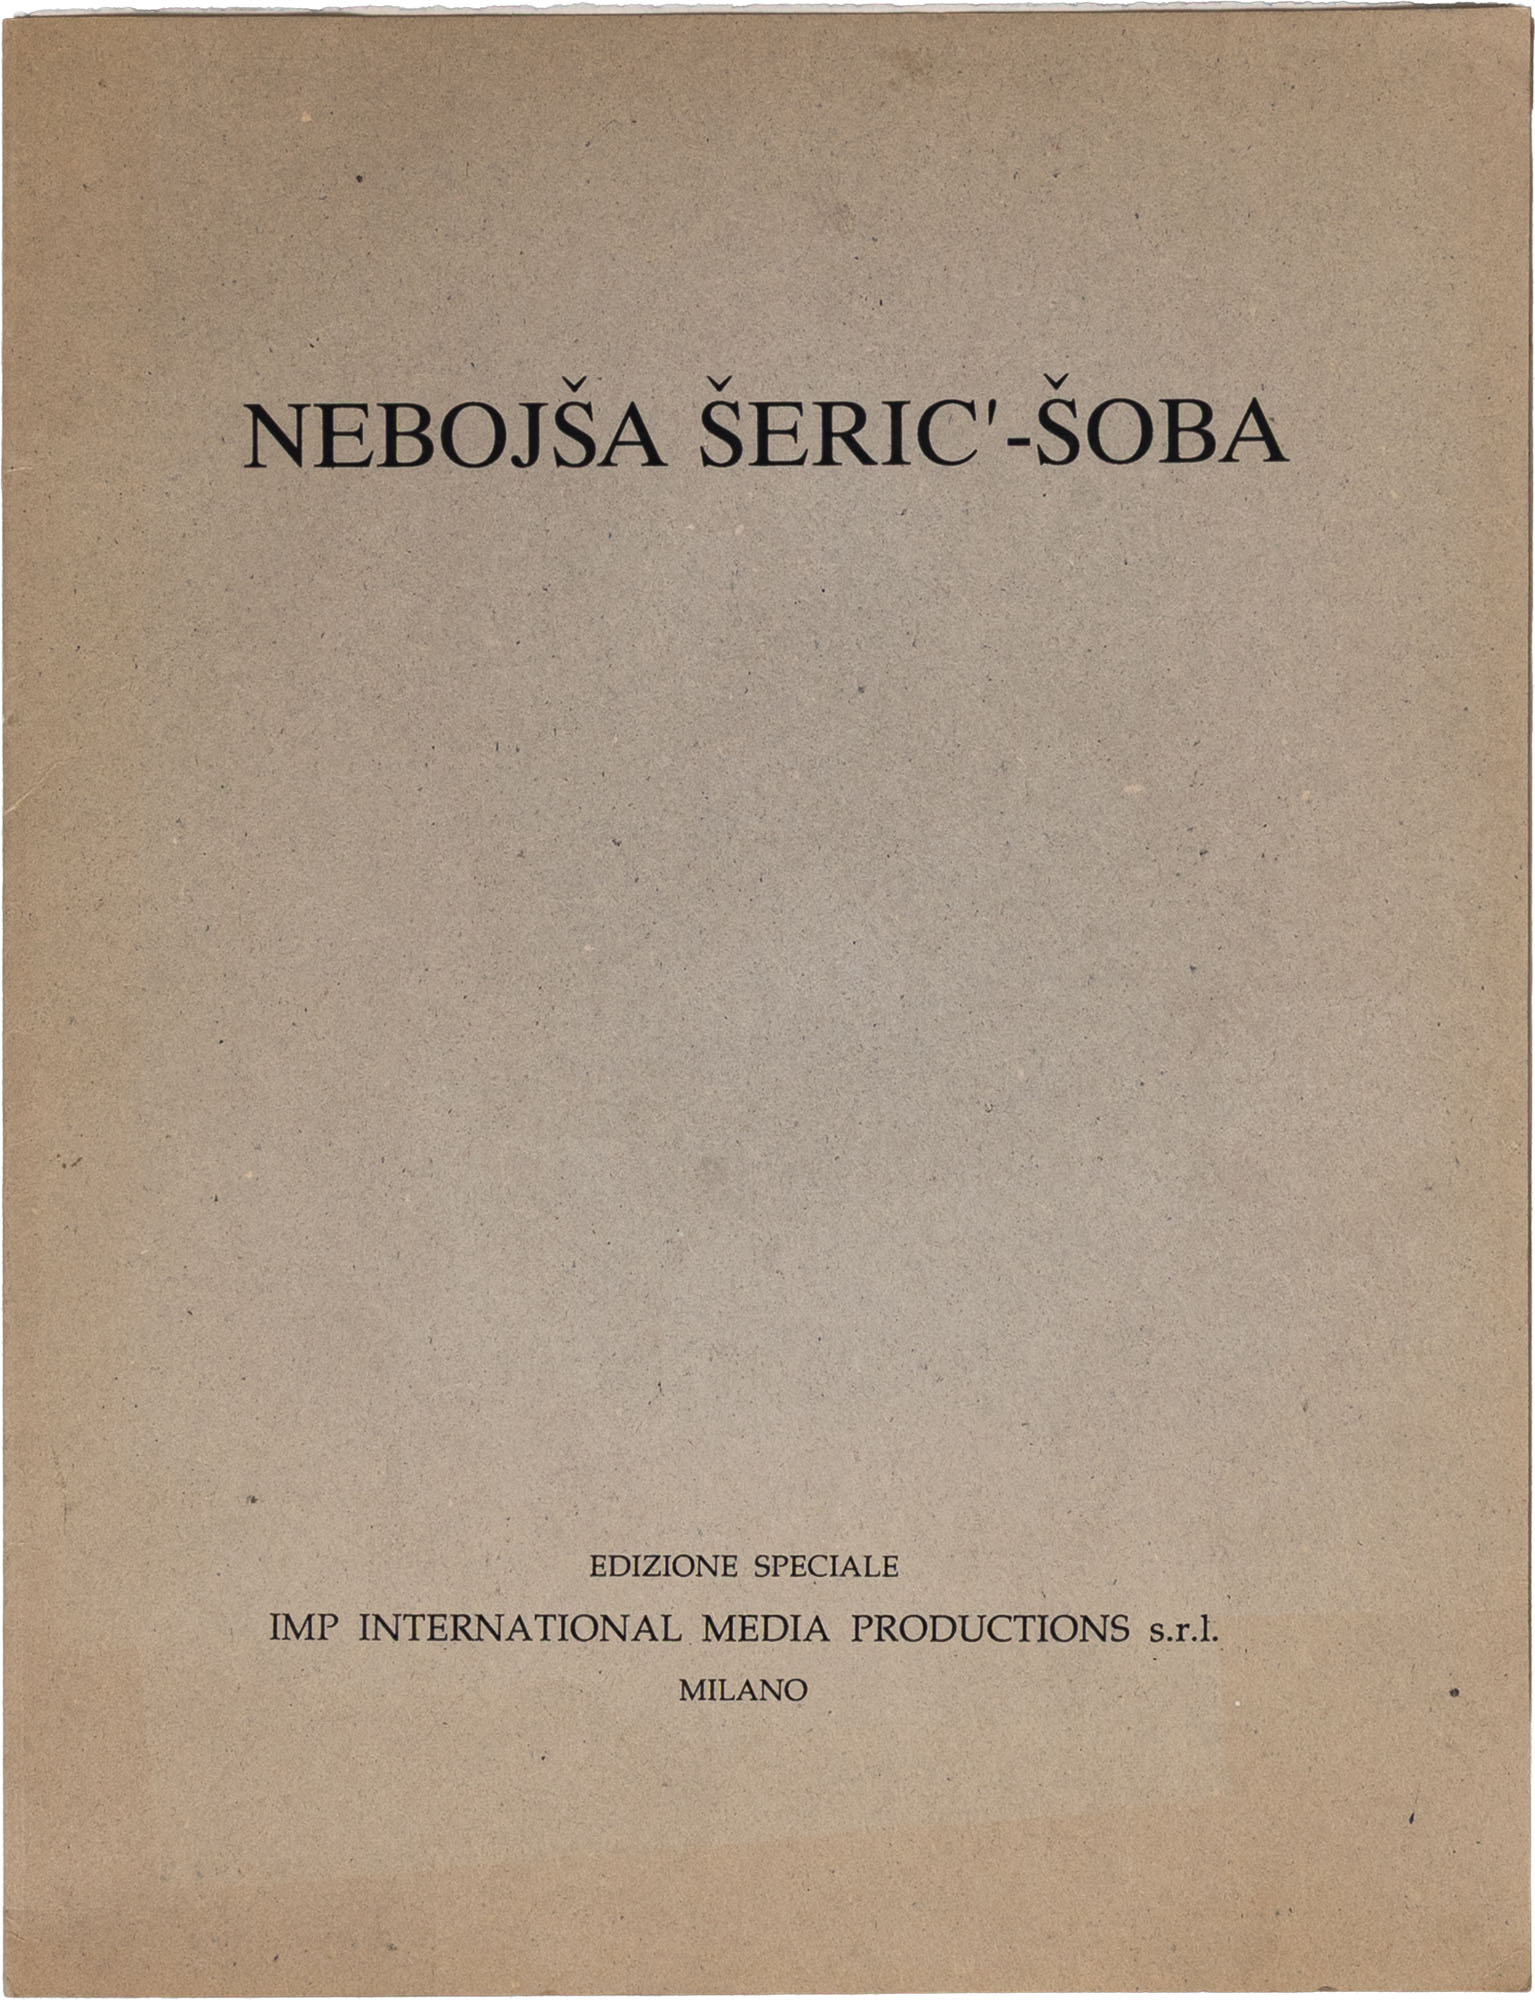 NEBOJŠA ŠERIC'-ŠOBA
EDIZIONE SPECIALE
IMP INTERNATIONAL MEDIA PRODUCTIONS s.r.l.
MILANO